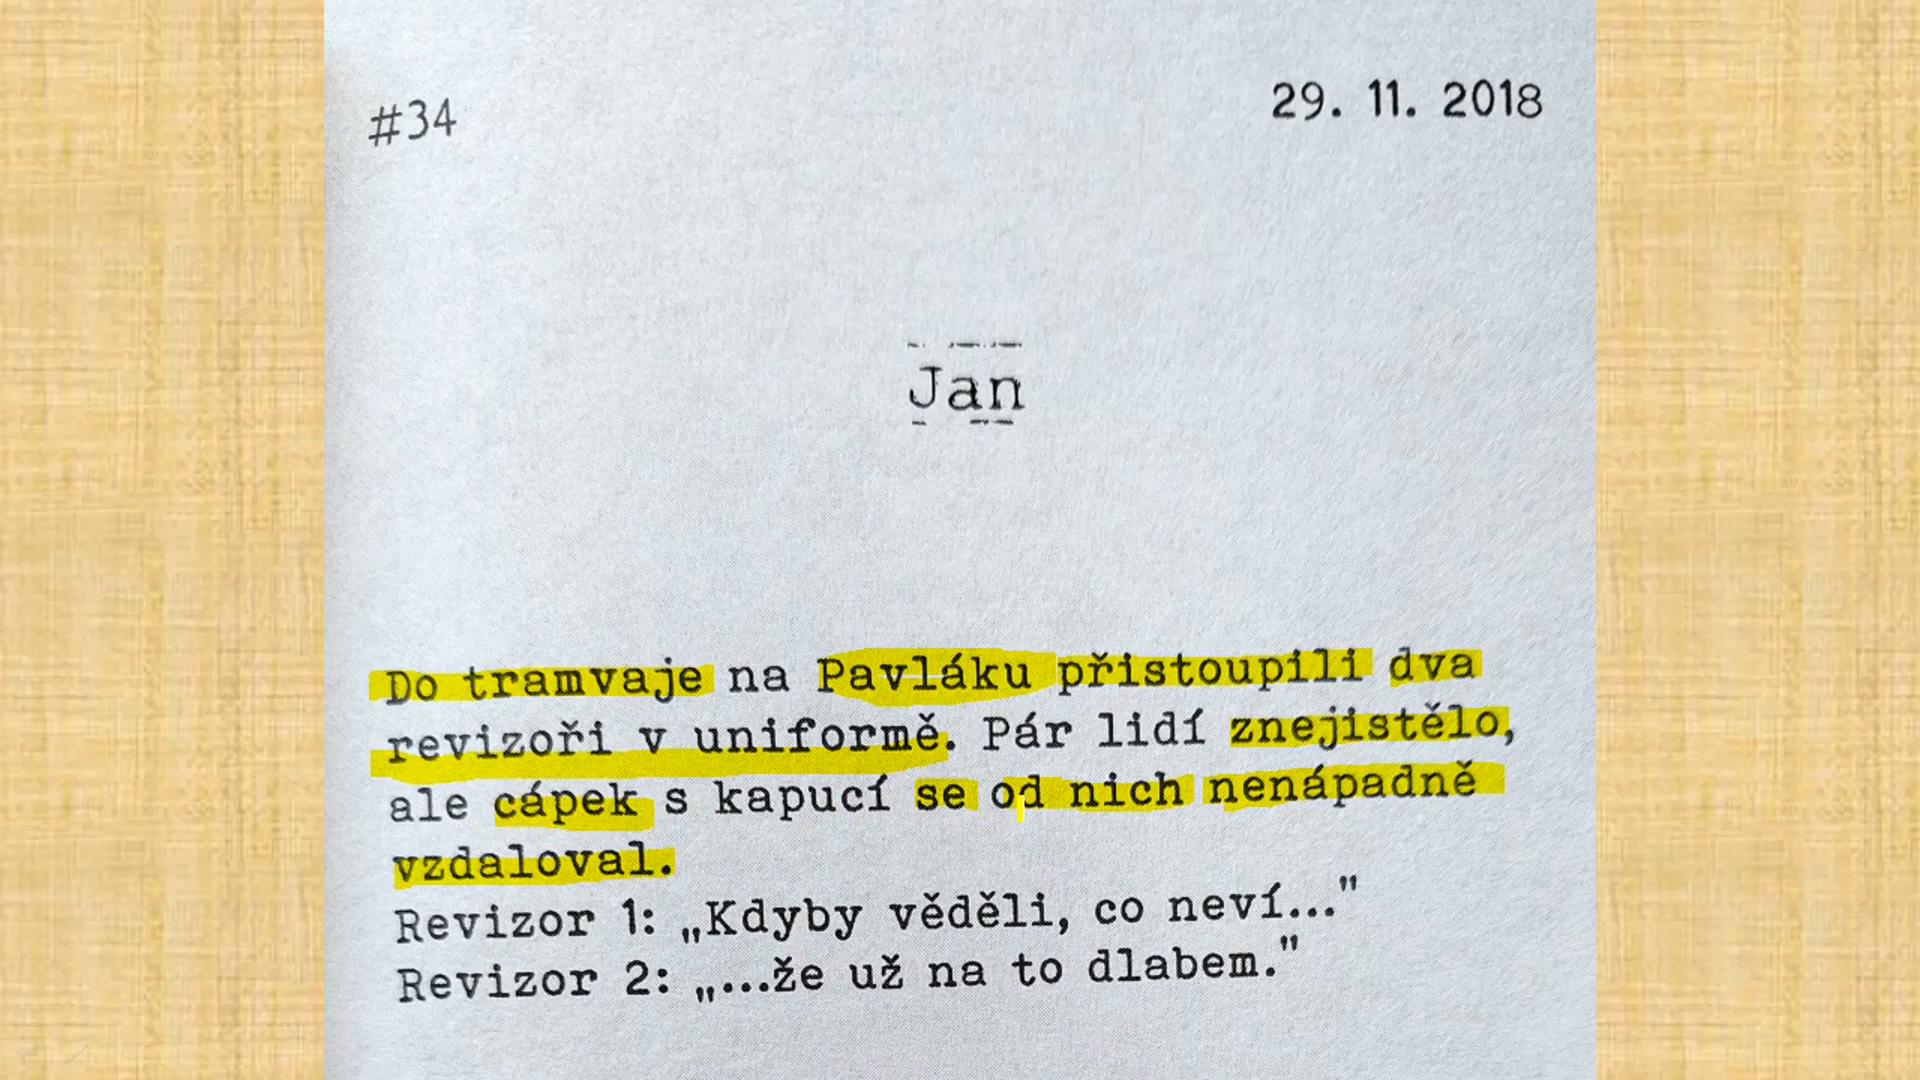 #34
29. 11. 2018
Jan
Do tramvaje na Pavláku přistoupili dva
revizoři v uniformě. Pár lidí znejistělo,
ale cápek s kapucí se od nich nenápadně
vzdaloval.
Revizor 1: „Kdyby věděli, co neví..."
Revizor 2: „...že už na to dlabem."